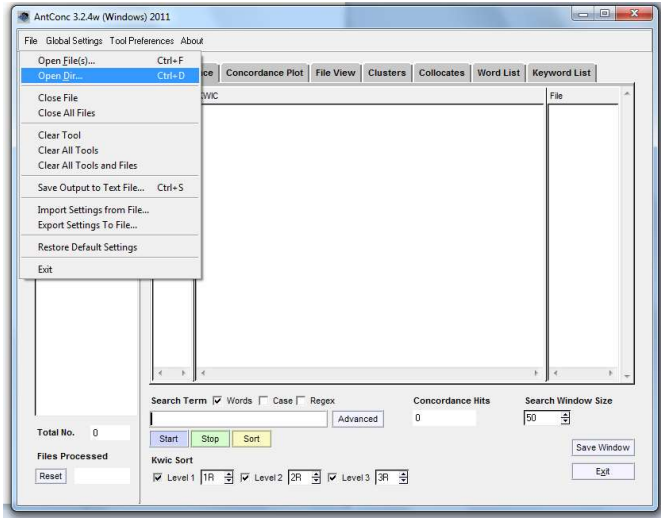 AntConc 3.2.4w (Windows) 2011
File Global Settings Tool Preferences About
Open File(s)... Ctrl+F
Open Dir... Ctrl+D
Close File
Close All Files
Clear Tool
Clear All Tools
Clear All Tools and Files
Save Output to Text File... Ctrl+S
Import Settings from File...
Export Settings To File...
Restore Default Settings
Exit
Concordance Plot File View Clusters Collocates Word List Keyword List
KWIC File
Search Term Words Case Regex Concordance Hits Search Window Size
Advanced 0 50
Total No. 0
Start Stop Sort
Files Processed
Save Window
Kwic Sort
Reset Level 1 1R Level 2 2R Level 3 3R
Exit